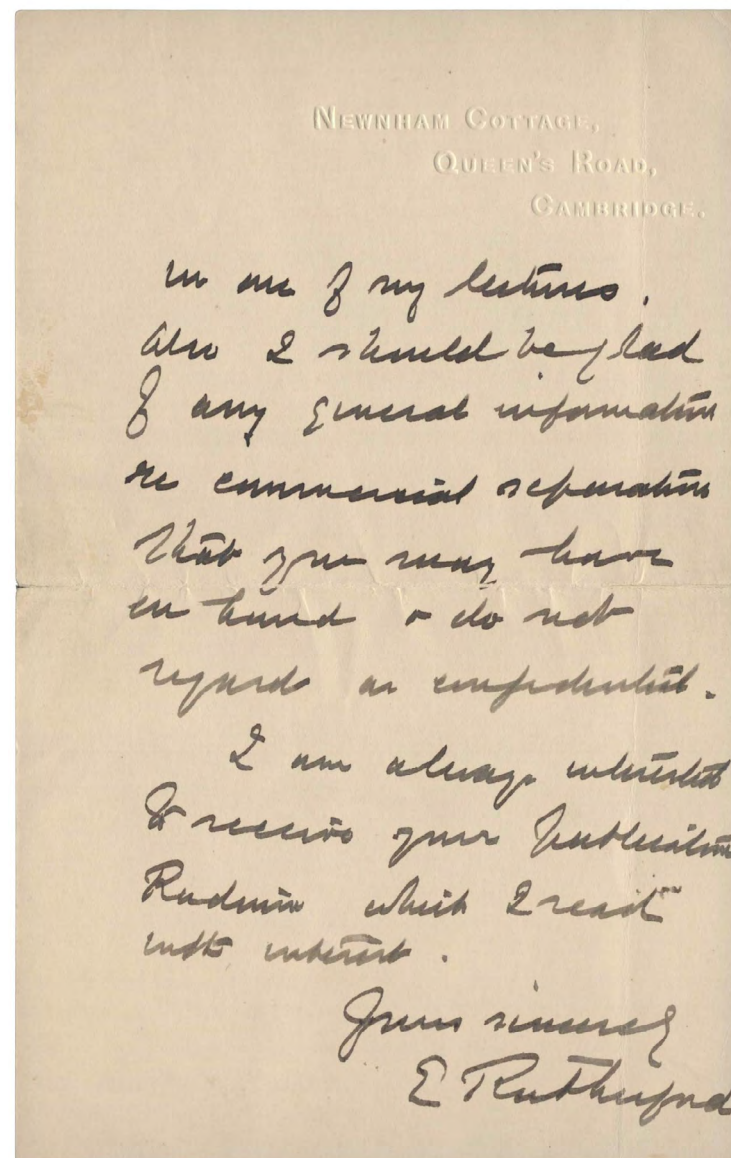 NEWNHAM COTTAGE,
QUEEN'S ROAD,
CAMBRIDGE.
in one of my lectures.
Also I should be glad
of any general information
re commercial separation
that you may have
on hand & do not
regard as confidential.
I am always interested
to receive your publication
Radium which I read
with interest.
Yours sincerely
E Rutherford